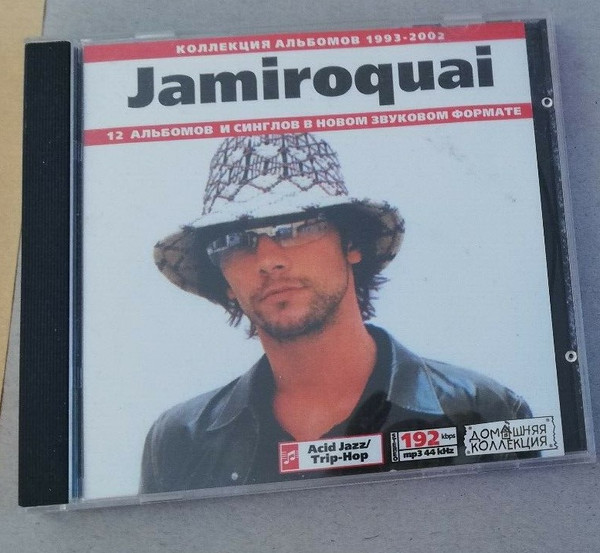 КОЛЛЕКЦИЯ АЛЬБОМОВ 1993-2002
Jamiroquai
12 АЛЬБОМОВ И СИНГЛОВ В НОВОМ ЗВУКОВОМ ФОРМАТЕ
Acid Jazz/
Trip-Hop
STEREO
192 kbps
mp3 44 kHz
ДОМАШНЯЯ
КОЛЛЕКЦИЯ